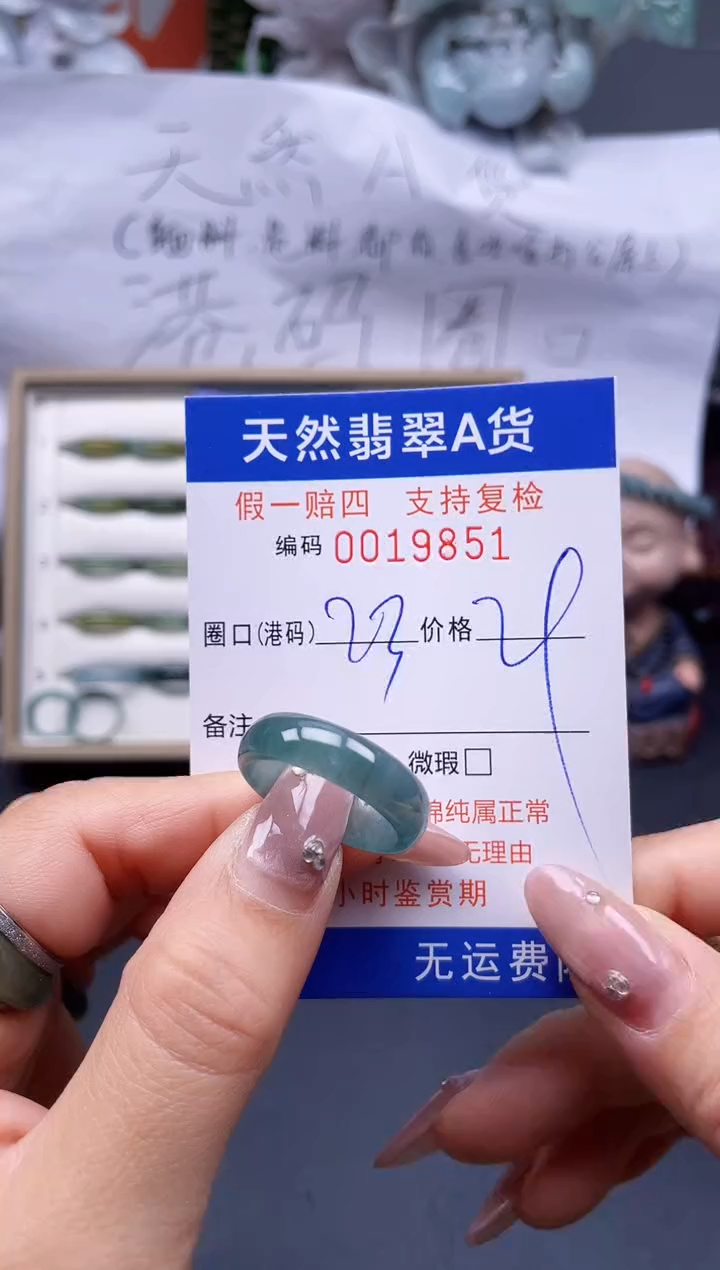 天然A货
港码圈口
天然翡翠A货
假一赔四 支持复检
编码 0019851
圈口(港码) 价格
备注
微瑕□
棉纯属正常
无理由
小时鉴赏期
无运费